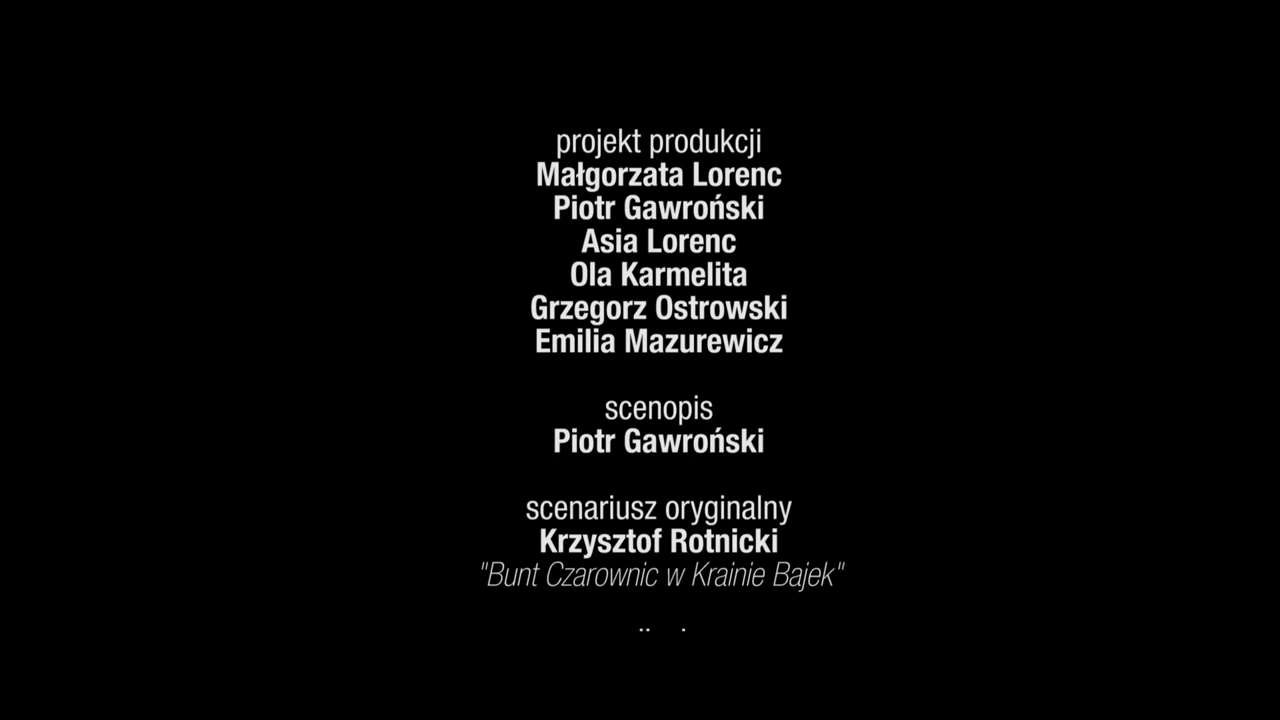 projekt produkcji
Małgorzata Lorenc
Piotr Gawroński
Asia Lorenc
Ola Karmelita
Grzegorz Ostrowski
Emilia Mazurewicz
scenopis
Piotr Gawroński
scenariusz oryginalny
Krzysztof Rotnicki
"Bunt Czarownic w Krainie Bajek"